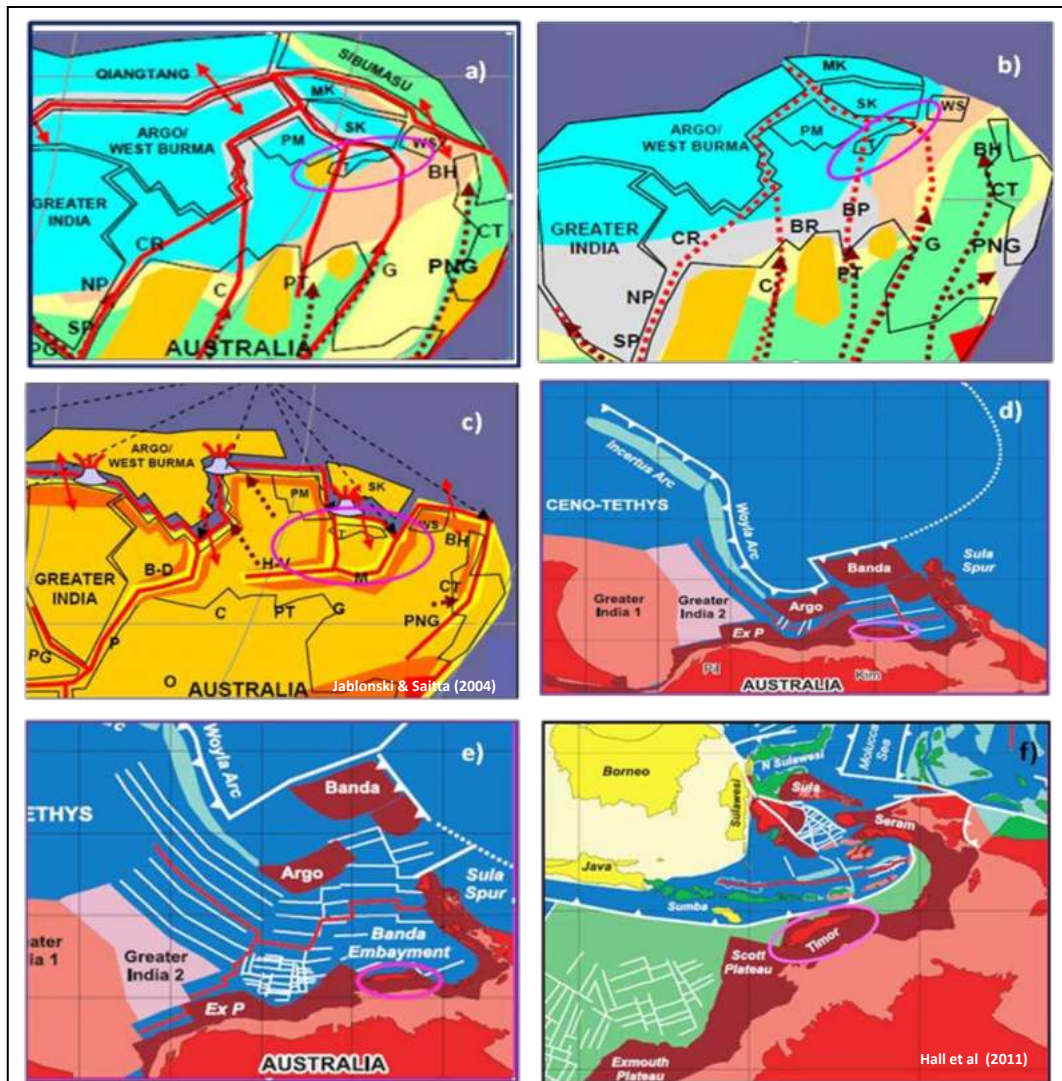 a)
QIANGTANG
SIBUMASU
MK
ARGO/
WEST BURMA
PM
SK
WS
T
BH
GREATER
INDIA
CT
CR
PNG
NP
C
PT
G
SP
PG
AUSTRALIA
b)
MK
SK
WS
ARGO/
WEST BURMA
PM
T
BH
CT
GREATER
INDIA
BP
BR
CR
G
PNG
NP
C
PT
SP
c)
ARGO/
WEST BURMA
PM
SK
T
WS
BH
B-D
H-V
M
GREATER
INDIA
CT
C
PT
G
PNG
P
PG
O
AUSTRALIA
Jablonski & Saitta (2004)
d)
Incertus Arc
CENO-TETHYS
Woyla Arc
Banda
Sula
Spur
Greater
India 1
Greater
India 2
Argo
Ex P
Pil
Kim
AUSTRALIA
e)
Woyla Arc
Banda
ETHYS
Argo
Sula
Spur
Banda
Embayment
ater
ia 1
Greater
India 2
Ex P
AUSTRALIA
f)
Borneo
N Sulawesi
Molucca
Sea
Sulawesi
Sula
Seram
Java
Sumba
Timor
Scott
Plateau
Exmouth
Plateau
Hall et al (2011)